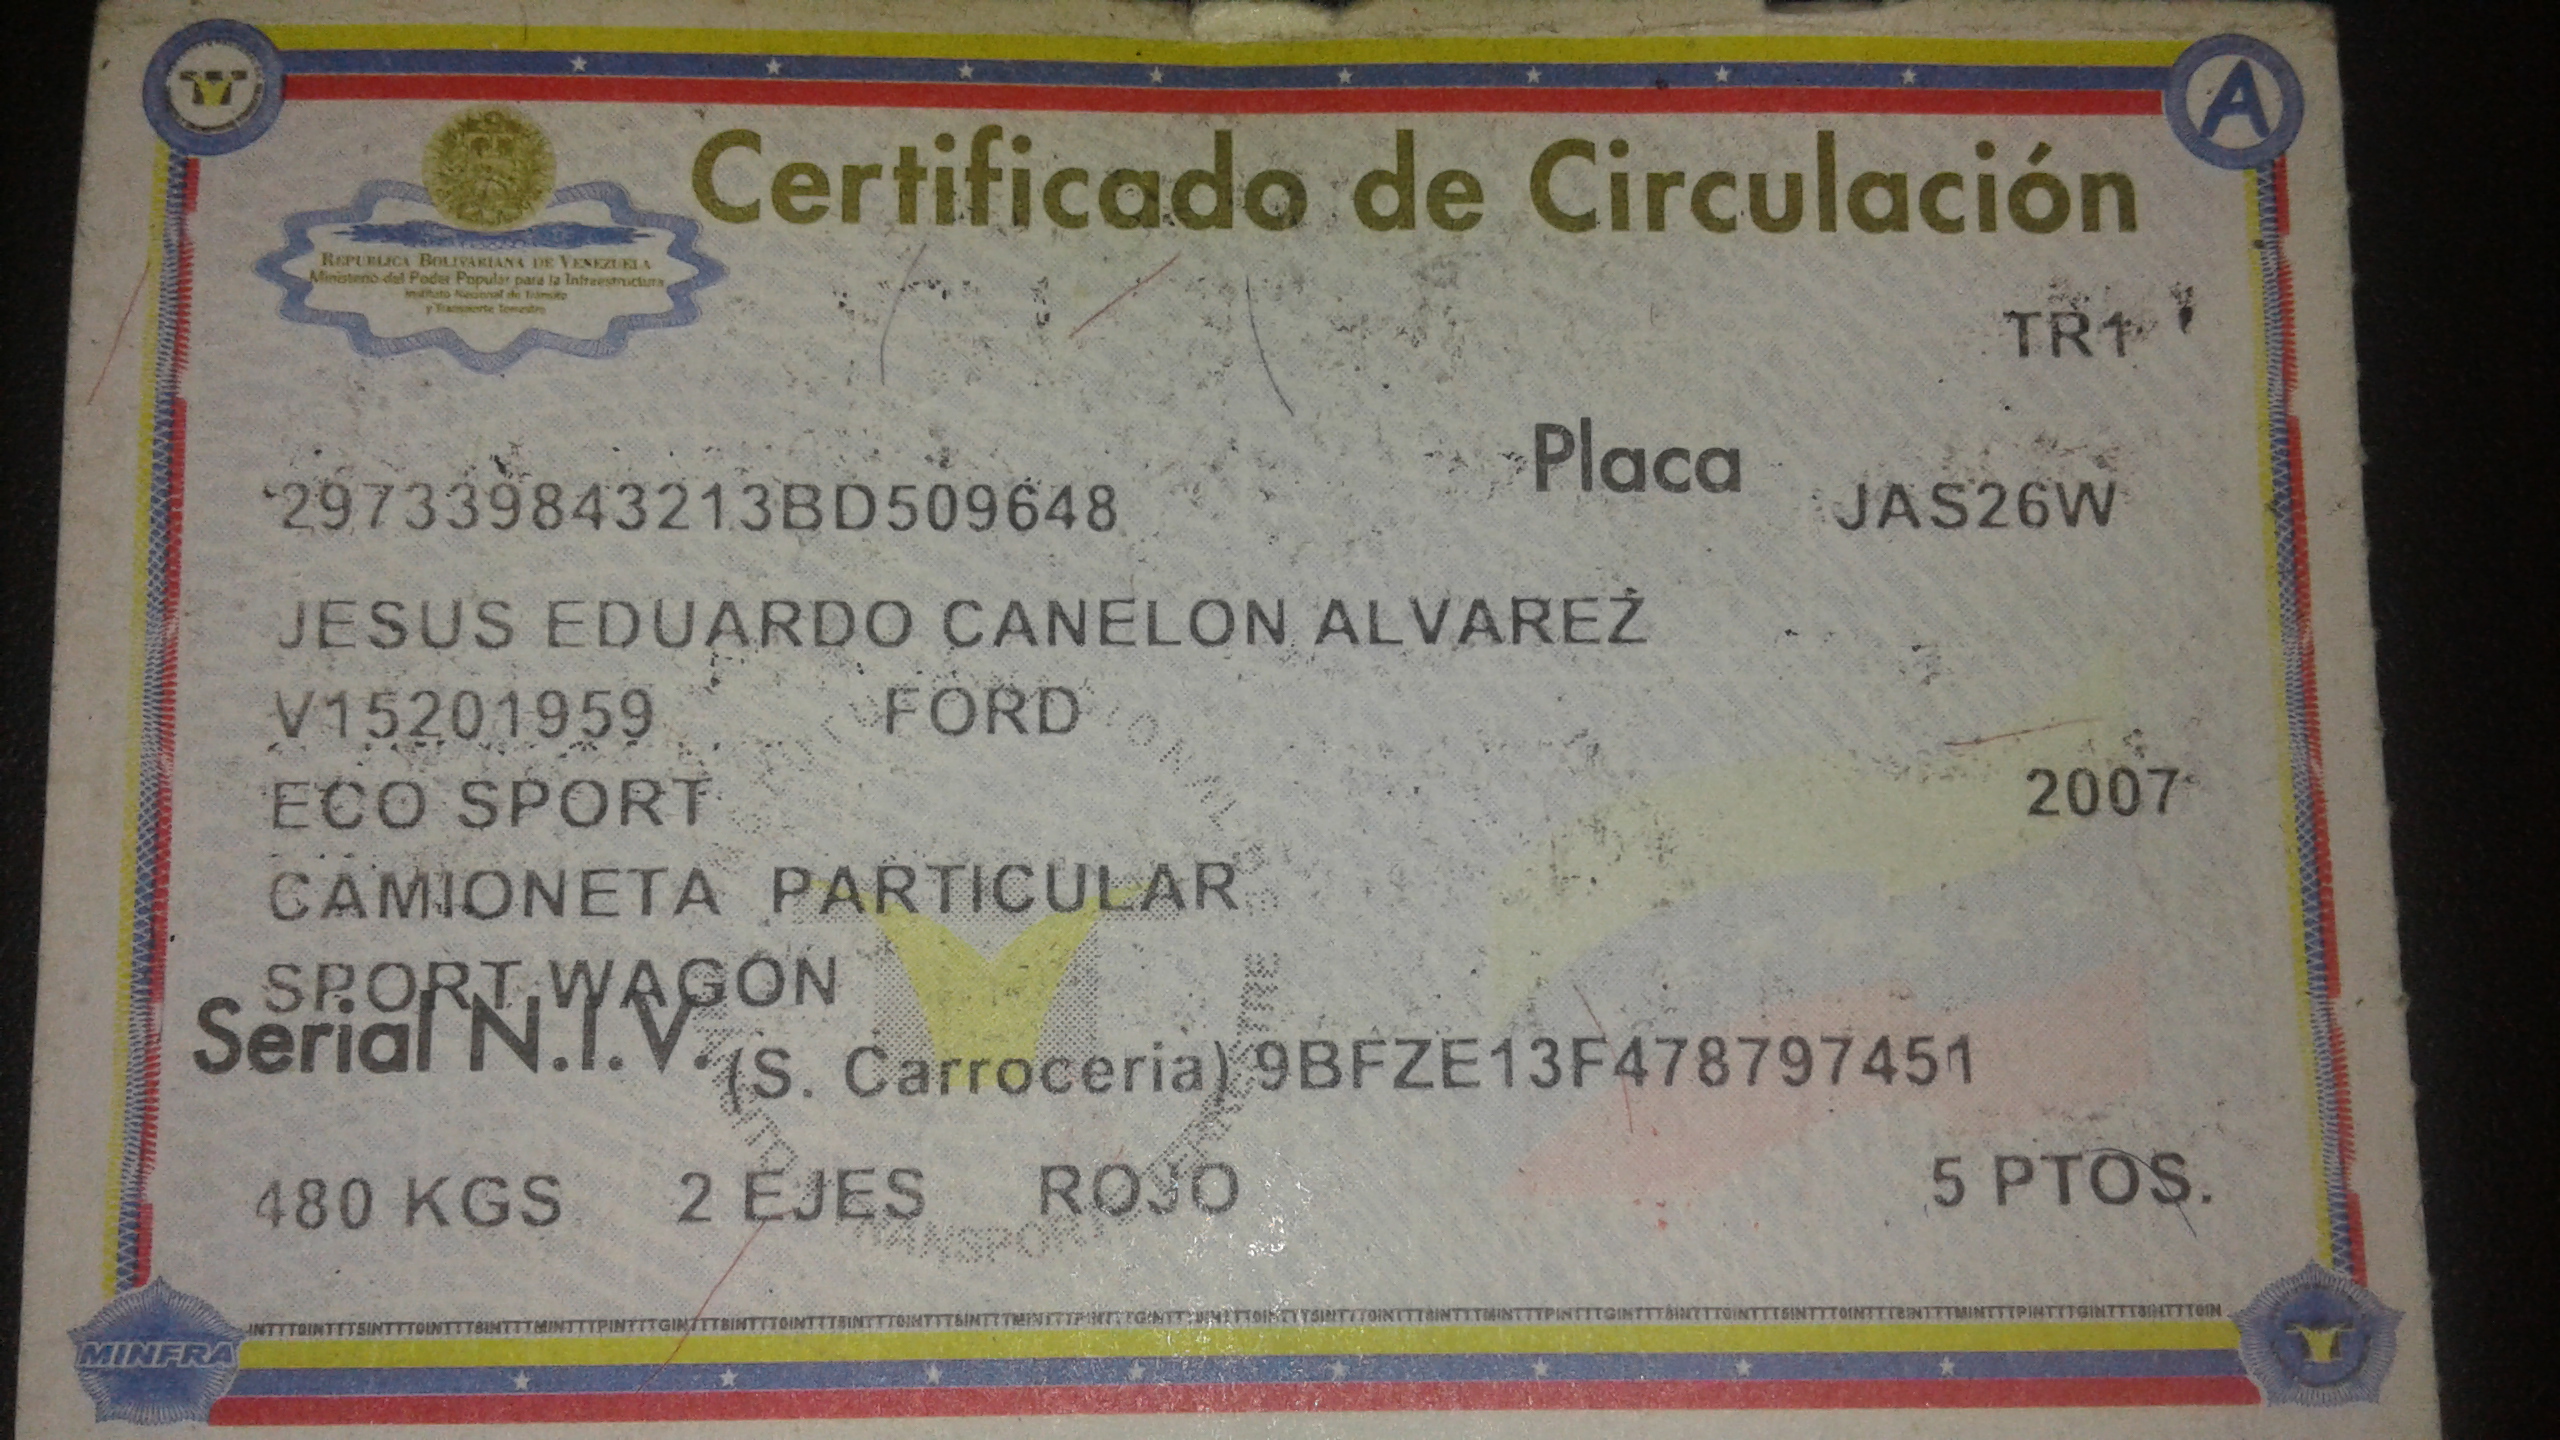 Certificado de Circulación
REPUBLICA BOLIVARIANA DE VENEZUELA
Ministerio del Poder Popular para la Infraestructura
Instituto Nacional de Tránsito
y Transporte Terrestre
TR1
297339843213BD509648
Placa JAS26W
JESUS EDUARDO CANELON ALVAREZ
V15201959 FORD
ECO SPORT 2007
CAMIONETA PARTICULAR
SPORT WAGON
Serial N.I.V. (S. Carroceria) 9BFZE13F478797451
480 KGS 2 EJES ROJO 5 PTOS.
MINFRA
A